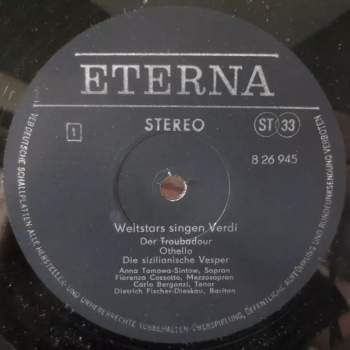 ETERNA
1
STEREO
ST 33
8 26 945
Weltstars singen Verdi
Der Troubadour
Othello
Die sizilianische Vesper
Anna Tomowa-Sintow, Sopran
Fiorenza Cossotto, Mezzosopran
Carlo Bergonzi, Tenor
Dietrich Fischer-Dieskau, Bariton
VEB DEUTSCHE SCHALLPLATTEN · ALLE HERSTELLER- UND UNBERECHTIGTE VERVIELFÄLTIGUNG, ÖFFENTLICHE AUFFÜHRUNG UND RUNDFUNKSENDUNG VERBOTEN